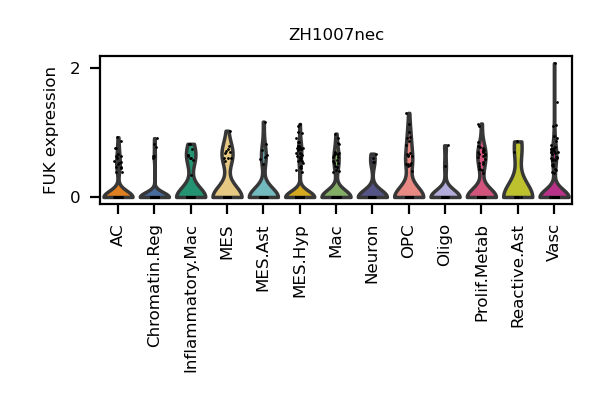 ZH1007nec
FUK expression
2
0
AC
Chromatin.Reg
Inflammatory.Mac
MES
MES.Ast
MES.Hyp
Mac
Neuron
OPC
Oligo
Prolif.Metab
Reactive.Ast
Vasc